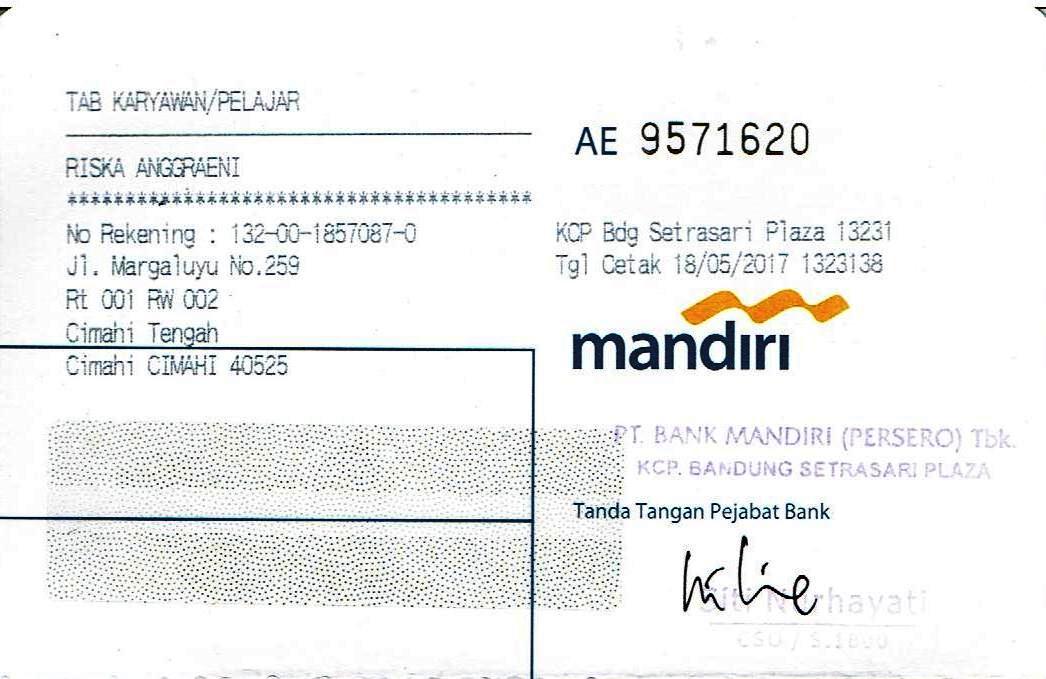 TAB KARYAWAN/PELAJAR
RISKA ANGGRAENI
****************************************
No Rekening : 132-00-1857087-0
Jl. Margaluyu No.259
Rt 001 RW 002
Cimahi Tengah
Cimahi CIMAHI 40525
AE 9571620
KCP Bdg Setrasari Plaza 13231
Tgl Cetak 18/05/2017 1323138
mandiri
PT. BANK MANDIRI (PERSERO) Tbk.
KCP. BANDUNG SETRASARI PLAZA
Tanda Tangan Pejabat Bank
Siti Nurhayati
CSO / S.1800